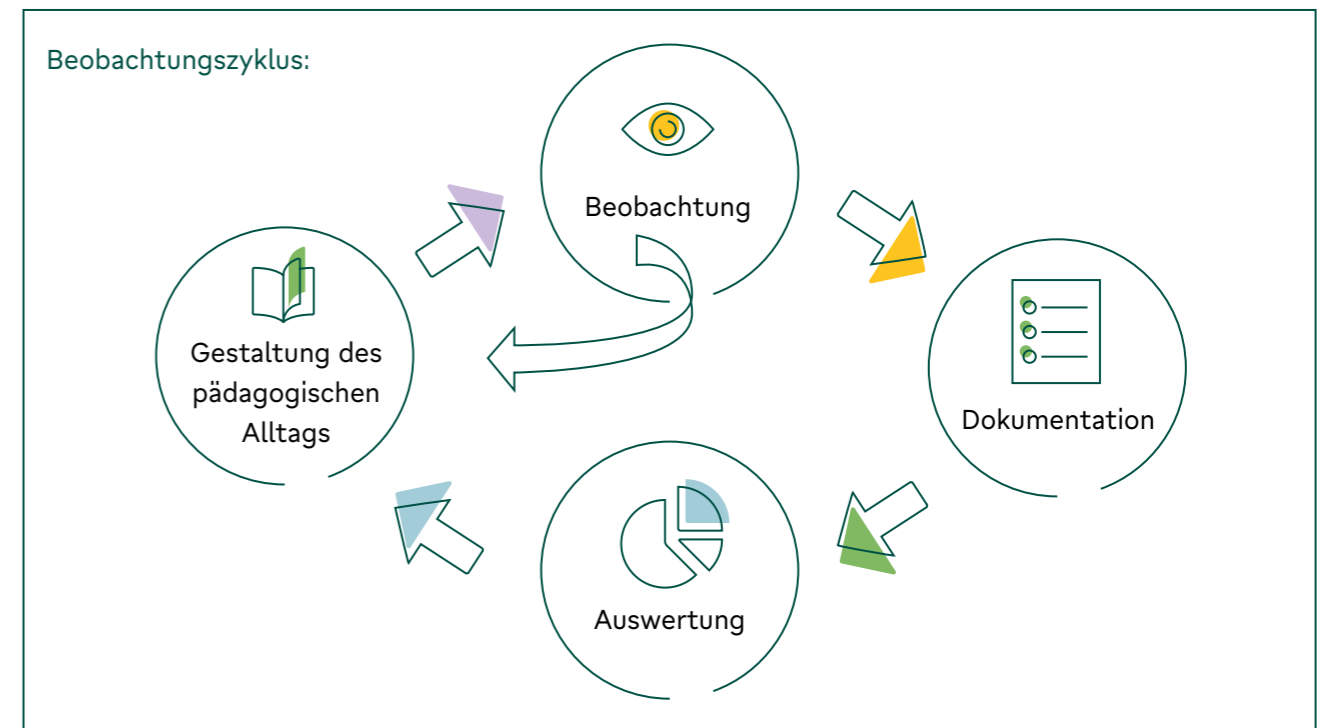 Beobachtungszyklus:
Beobachtung
Dokumentation
Auswertung
Gestaltung des
pädagogischen
Alltags